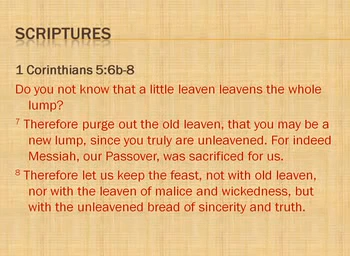 SCRIPTURES
1 Corinthians 5:6b-8
Do you not know that a little leaven leavens the whole
lump?
7 Therefore purge out the old leaven, that you may be a
new lump, since you truly are unleavened. For indeed
Messiah, our Passover, was sacrificed for us.
8 Therefore let us keep the feast, not with old leaven,
nor with the leaven of malice and wickedness, but
with the unleavened bread of sincerity and truth.